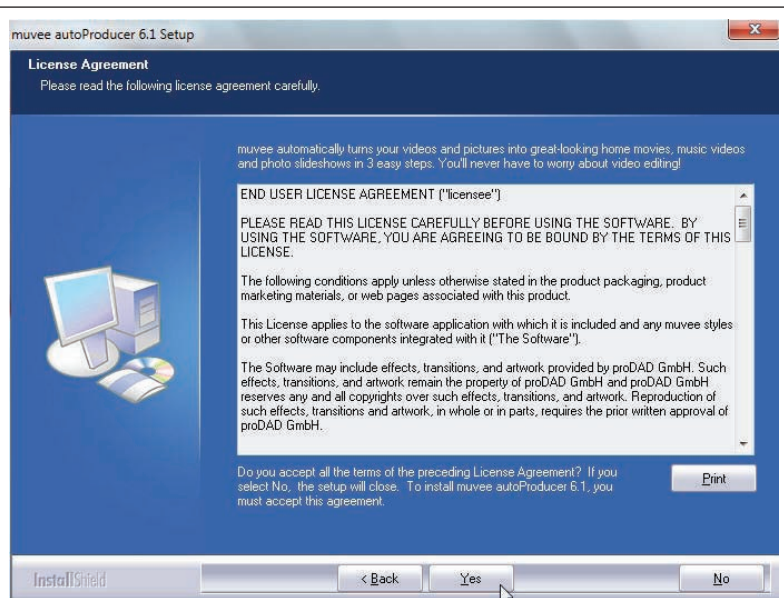 muvee autoProducer 6.1 Setup
License Agreement
Please read the following license agreement carefully.
muvee automatically turns your videos and pictures into great-looking home movies, music videos
and photo slideshows in 3 easy steps. You'll never have to worry about video editing!
END USER LICENSE AGREEMENT ("licensee")
PLEASE READ THIS LICENSE CAREFULLY BEFORE USING THE SOFTWARE. BY
USING THE SOFTWARE, YOU ARE AGREEING TO BE BOUND BY THE TERMS OF THIS
LICENSE.
The following conditions apply unless otherwise stated in the product packaging, product
marketing materials, or web pages associated with this product.
This License applies to the software application with which it is included and any muvee styles
or other software components integrated with it ("The Software").
The Software may include effects, transitions, and artwork provided by proDAD GmbH. Such
effects, transitions, and artwork remain the property of proDAD GmbH and proDAD GmbH
reserves any and all copyrights over such effects, transitions, and artwork. Reproduction of
such effects, transitions and artwork, in whole or in parts, requires the prior written approval of
proDAD GmbH.
Do you accept all the terms of the preceding License Agreement? If you
select No, the setup will close. To install muvee autoProducer 6.1, you
must accept this agreement.
Print
InstallShield
< Back
Yes
No